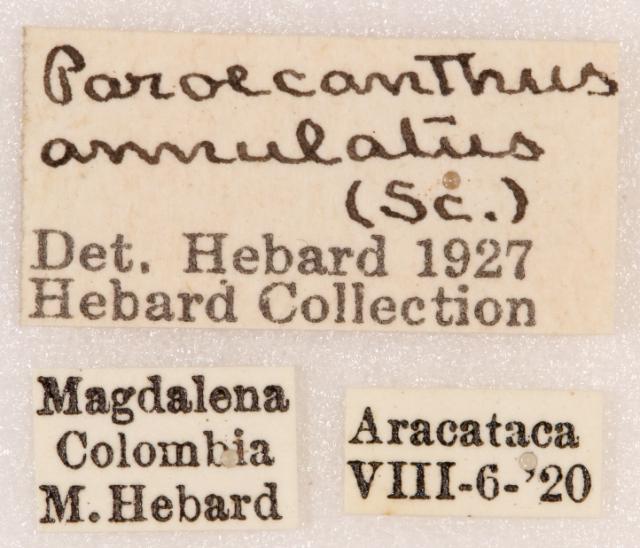 Paroecanthus
annulatus
(Sc.)
Det. Hebard 1927
Hebard Collection
Magdalena
Colombia
M. Hebard
Aracataca
VIII-6-'20